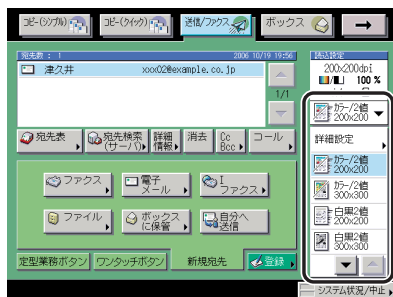 コピー(シンプル)
コピー(クイック)
送信/ファクス
ボックス
宛先数 : 1
2006 10/19 19:56
津久井 xxx02@example.co.jp
1/1
宛先表
宛先検索
(サーバ)
詳細
情報
消去
Cc
Bcc
コール
ファクス
電子
メール
I
ファクス
ファイル
ボックス
に保管
自分へ
送信
定型業務ボタン
ワンタッチボタン
新規宛先
登録
読込設定
200x200dpi
100 %
カラー/2値
200x200
詳細設定
カラー/2値
200x200
カラー/2値
300x300
白黒2値
200x200
白黒2値
300x300
システム状況/中止